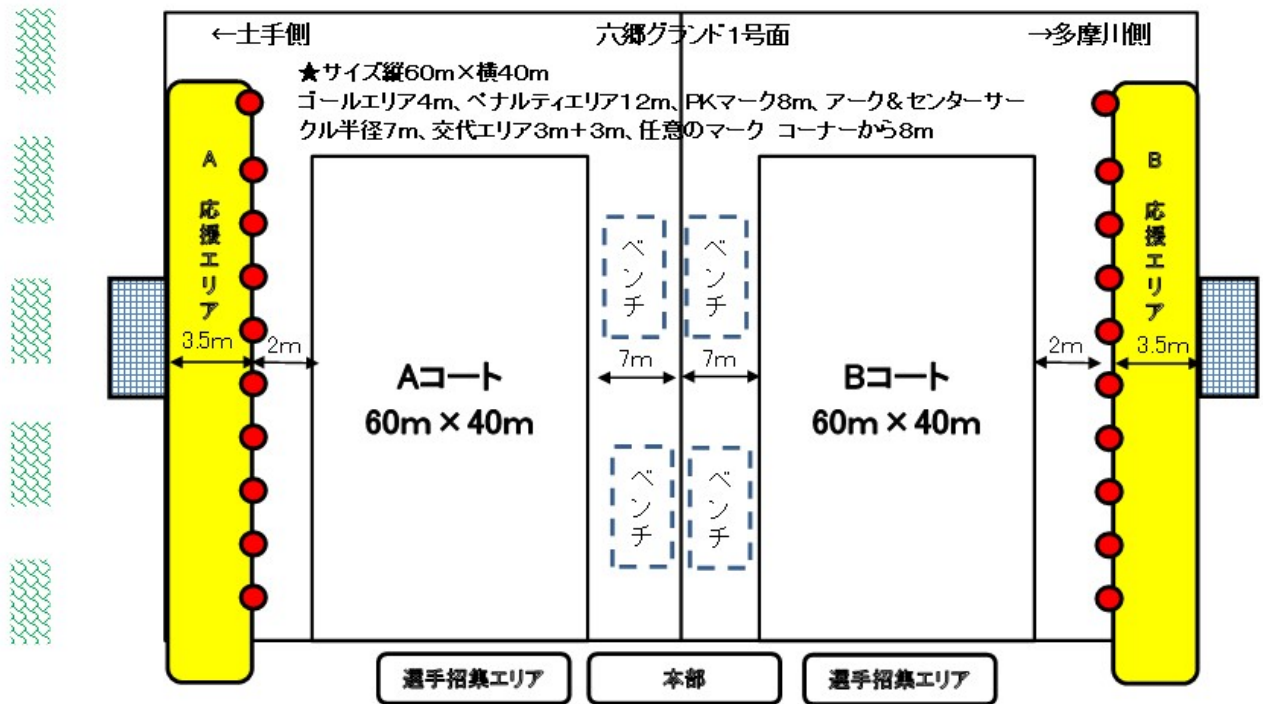 ←土手側
六郷グランド1号面
→多摩川側
★サイズ縦60m×横40m
ゴールエリア4m、ペナルティエリア12m、PKマーク8m、アーク&センターサー
クル半径7m、交代エリア3m+3m、任意のマーク コーナーから8m
A 応援エリア
B 応援エリア
ベンチ
ベンチ
3.5m
2m
7m
7m
2m
3.5m
Aコート
60m×40m
Bコート
60m×40m
ベンチ
ベンチ
選手招集エリア
本部
選手招集エリア